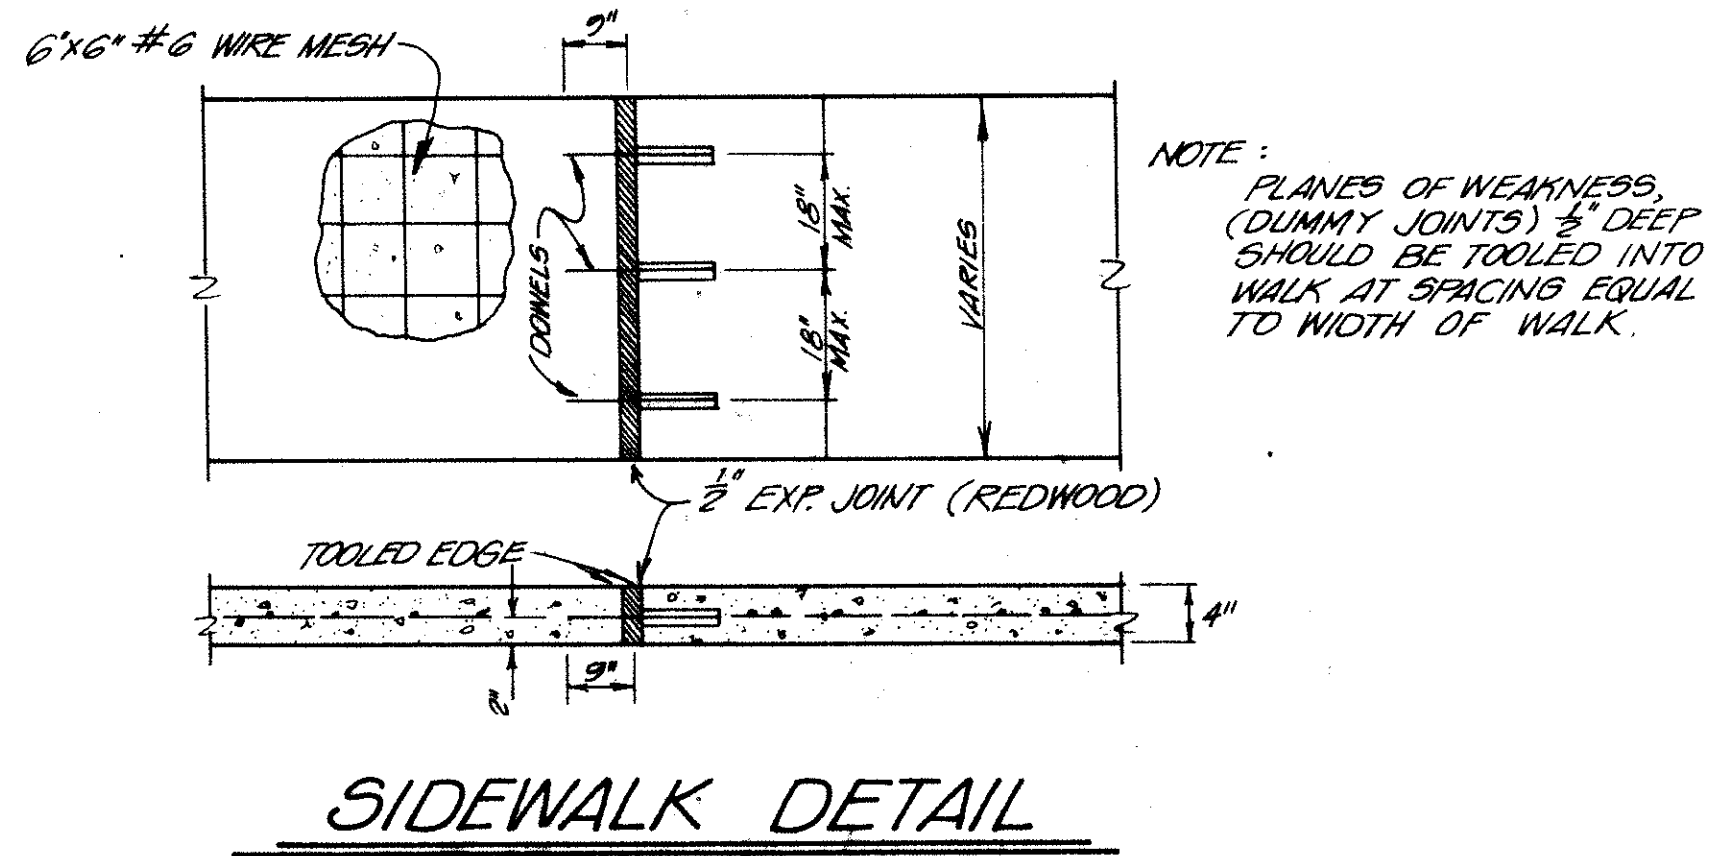 9"
6"x6" #6 WIRE MESH
NOTE :
PLANES OF WEAKNESS,
(DUMMY JOINTS) 1/2" DEEP
SHOULD BE TOOLED INTO
WALK AT SPACING EQUAL
TO WIDTH OF WALK.
DOWELS
18"
MAX.
18"
MAX.
VARIES
1/2" EXP. JOINT (REDWOOD)
TOOLED EDGE
4"
9"
2"
SIDEWALK DETAIL